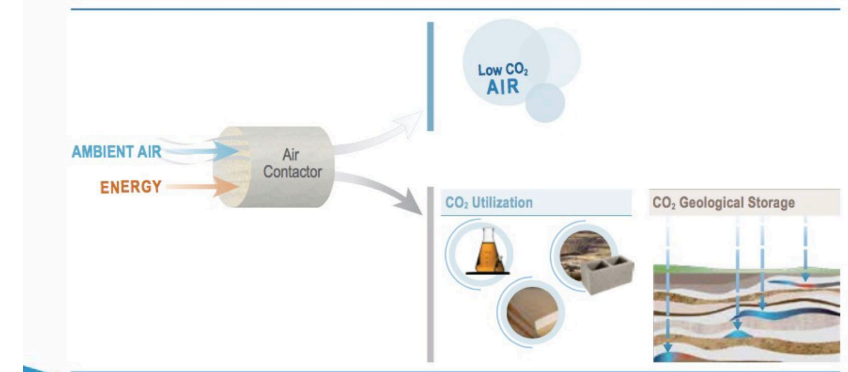 Low CO₂
AIR
AMBIENT AIR
ENERGY
Air
Contactor
CO₂ Utilization
CO₂ Geological Storage